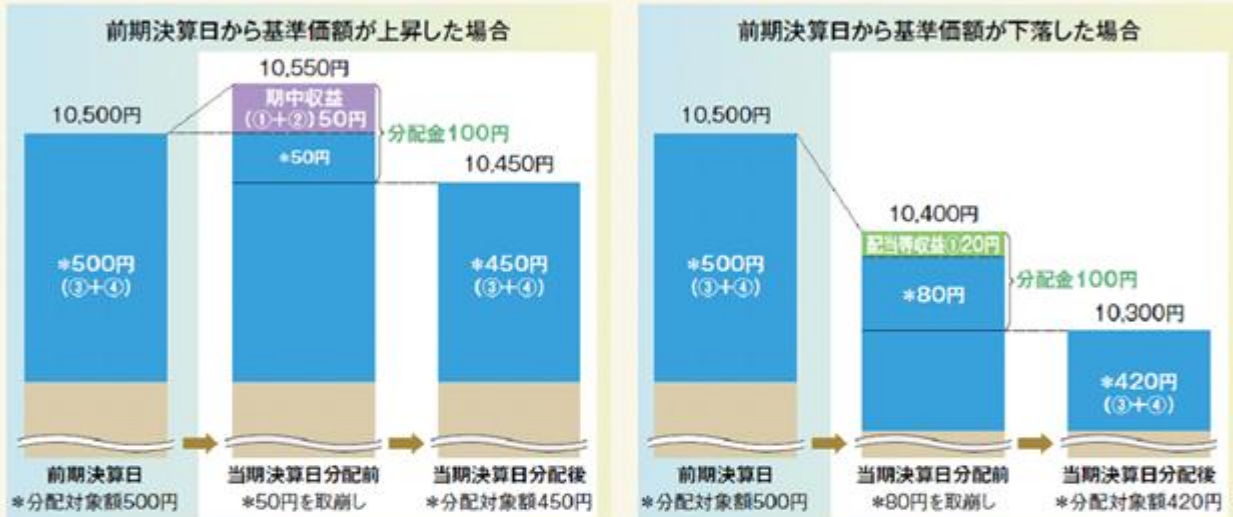 前期決算日から基準価額が上昇した場合
10,500円
10,550円
期中収益
(①+②)50円
*50円
分配金100円
10,450円
*500円
(③+④)
*450円
(③+④)
前期決算日
*分配対象額500円
当期決算日分配前
*50円を取崩し
当期決算日分配後
*分配対象額450円
前期決算日から基準価額が下落した場合
10,500円
10,400円
配当等収益①20円
*80円
分配金100円
10,300円
*500円
(③+④)
*420円
(③+④)
前期決算日
*分配対象額500円
当期決算日分配前
*80円を取崩し
当期決算日分配後
*分配対象額420円